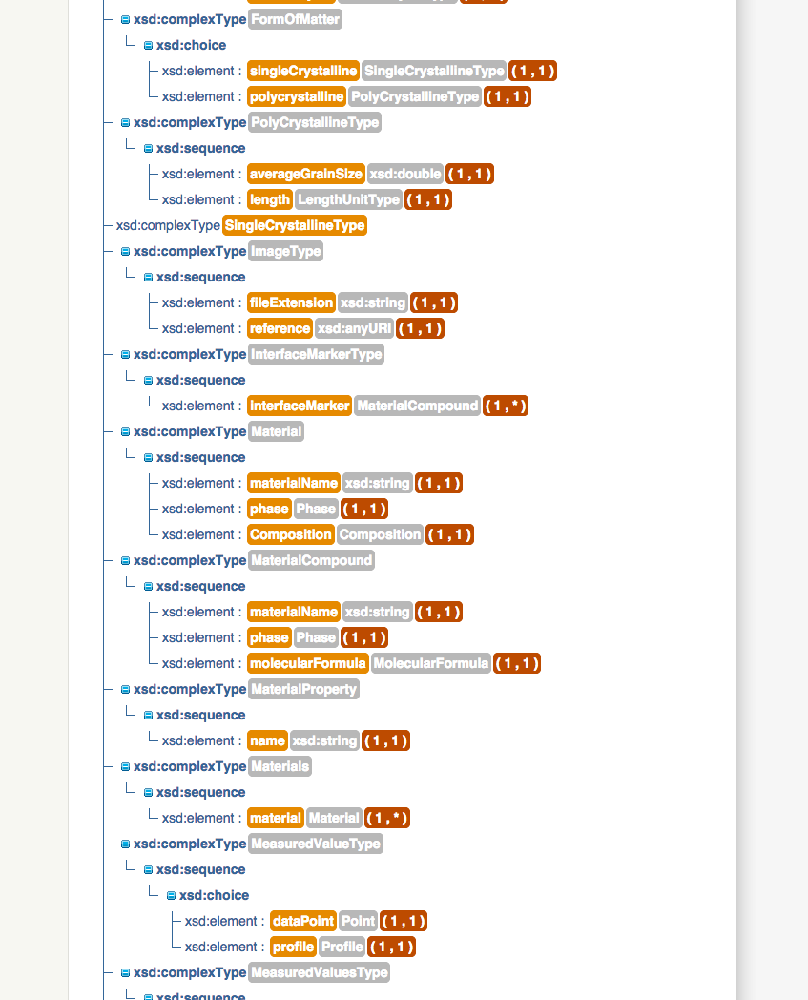 xsd:complexType FormOfMatter
xsd:choice
xsd:element : singleCrystalline SingleCrystallineType ( 1 , 1 )
xsd:element : polycrystalline PolyCrystallineType ( 1 , 1 )
xsd:complexType PolyCrystallineType
xsd:sequence
xsd:element : averageGrainSize xsd:double ( 1 , 1 )
xsd:element : length LengthUnitType ( 1 , 1 )
xsd:complexType SingleCrystallineType
xsd:complexType ImageType
xsd:sequence
xsd:element : fileExtension xsd:string ( 1 , 1 )
xsd:element : reference xsd:anyURI ( 1 , 1 )
xsd:complexType InterfaceMarkerType
xsd:sequence
xsd:element : interfaceMarker MaterialCompound ( 1 , * )
xsd:complexType Material
xsd:sequence
xsd:element : materialName xsd:string ( 1 , 1 )
xsd:element : phase Phase ( 1 , 1 )
xsd:element : Composition Composition ( 1 , 1 )
xsd:complexType MaterialCompound
xsd:sequence
xsd:element : materialName xsd:string ( 1 , 1 )
xsd:element : phase Phase ( 1 , 1 )
xsd:element : molecularFormula MolecularFormula ( 1 , 1 )
xsd:complexType MaterialProperty
xsd:sequence
xsd:element : name xsd:string ( 1 , 1 )
xsd:complexType Materials
xsd:sequence
xsd:element : material Material ( 1 , * )
xsd:complexType MeasuredValueType
xsd:sequence
xsd:choice
xsd:element : dataPoint Point ( 1 , 1 )
xsd:element : profile Profile ( 1 , 1 )
xsd:complexType MeasuredValuesType
xsd:sequence